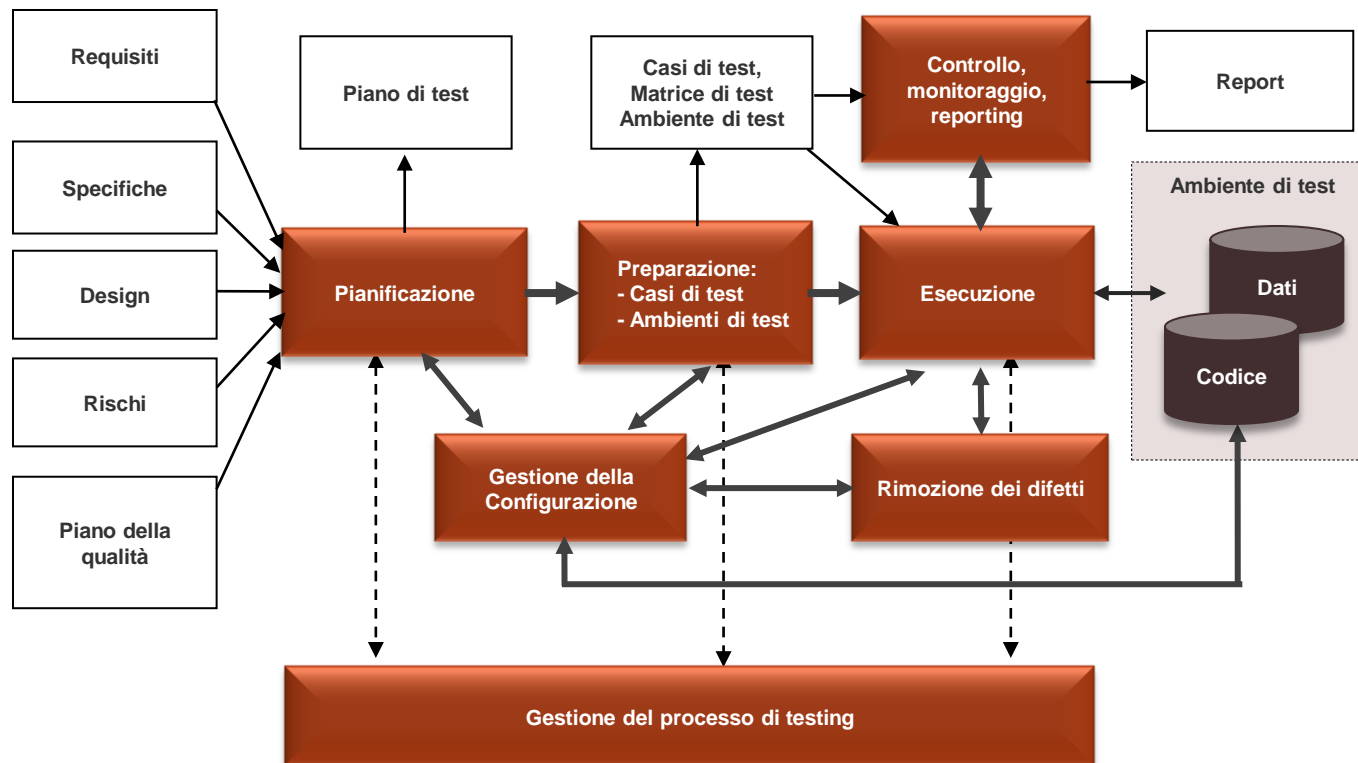 Requisiti
Piano di test
Casi di test,
Matrice di test
Ambiente di test
Controllo,
monitoraggio,
reporting
Report
Specifiche
Ambiente di test
Design
Pianificazione
Preparazione:
- Casi di test
- Ambienti di test
Esecuzione
Dati
Codice
Rischi
Gestione della
Configurazione
Rimozione dei difetti
Piano della
qualità
Gestione del processo di testing